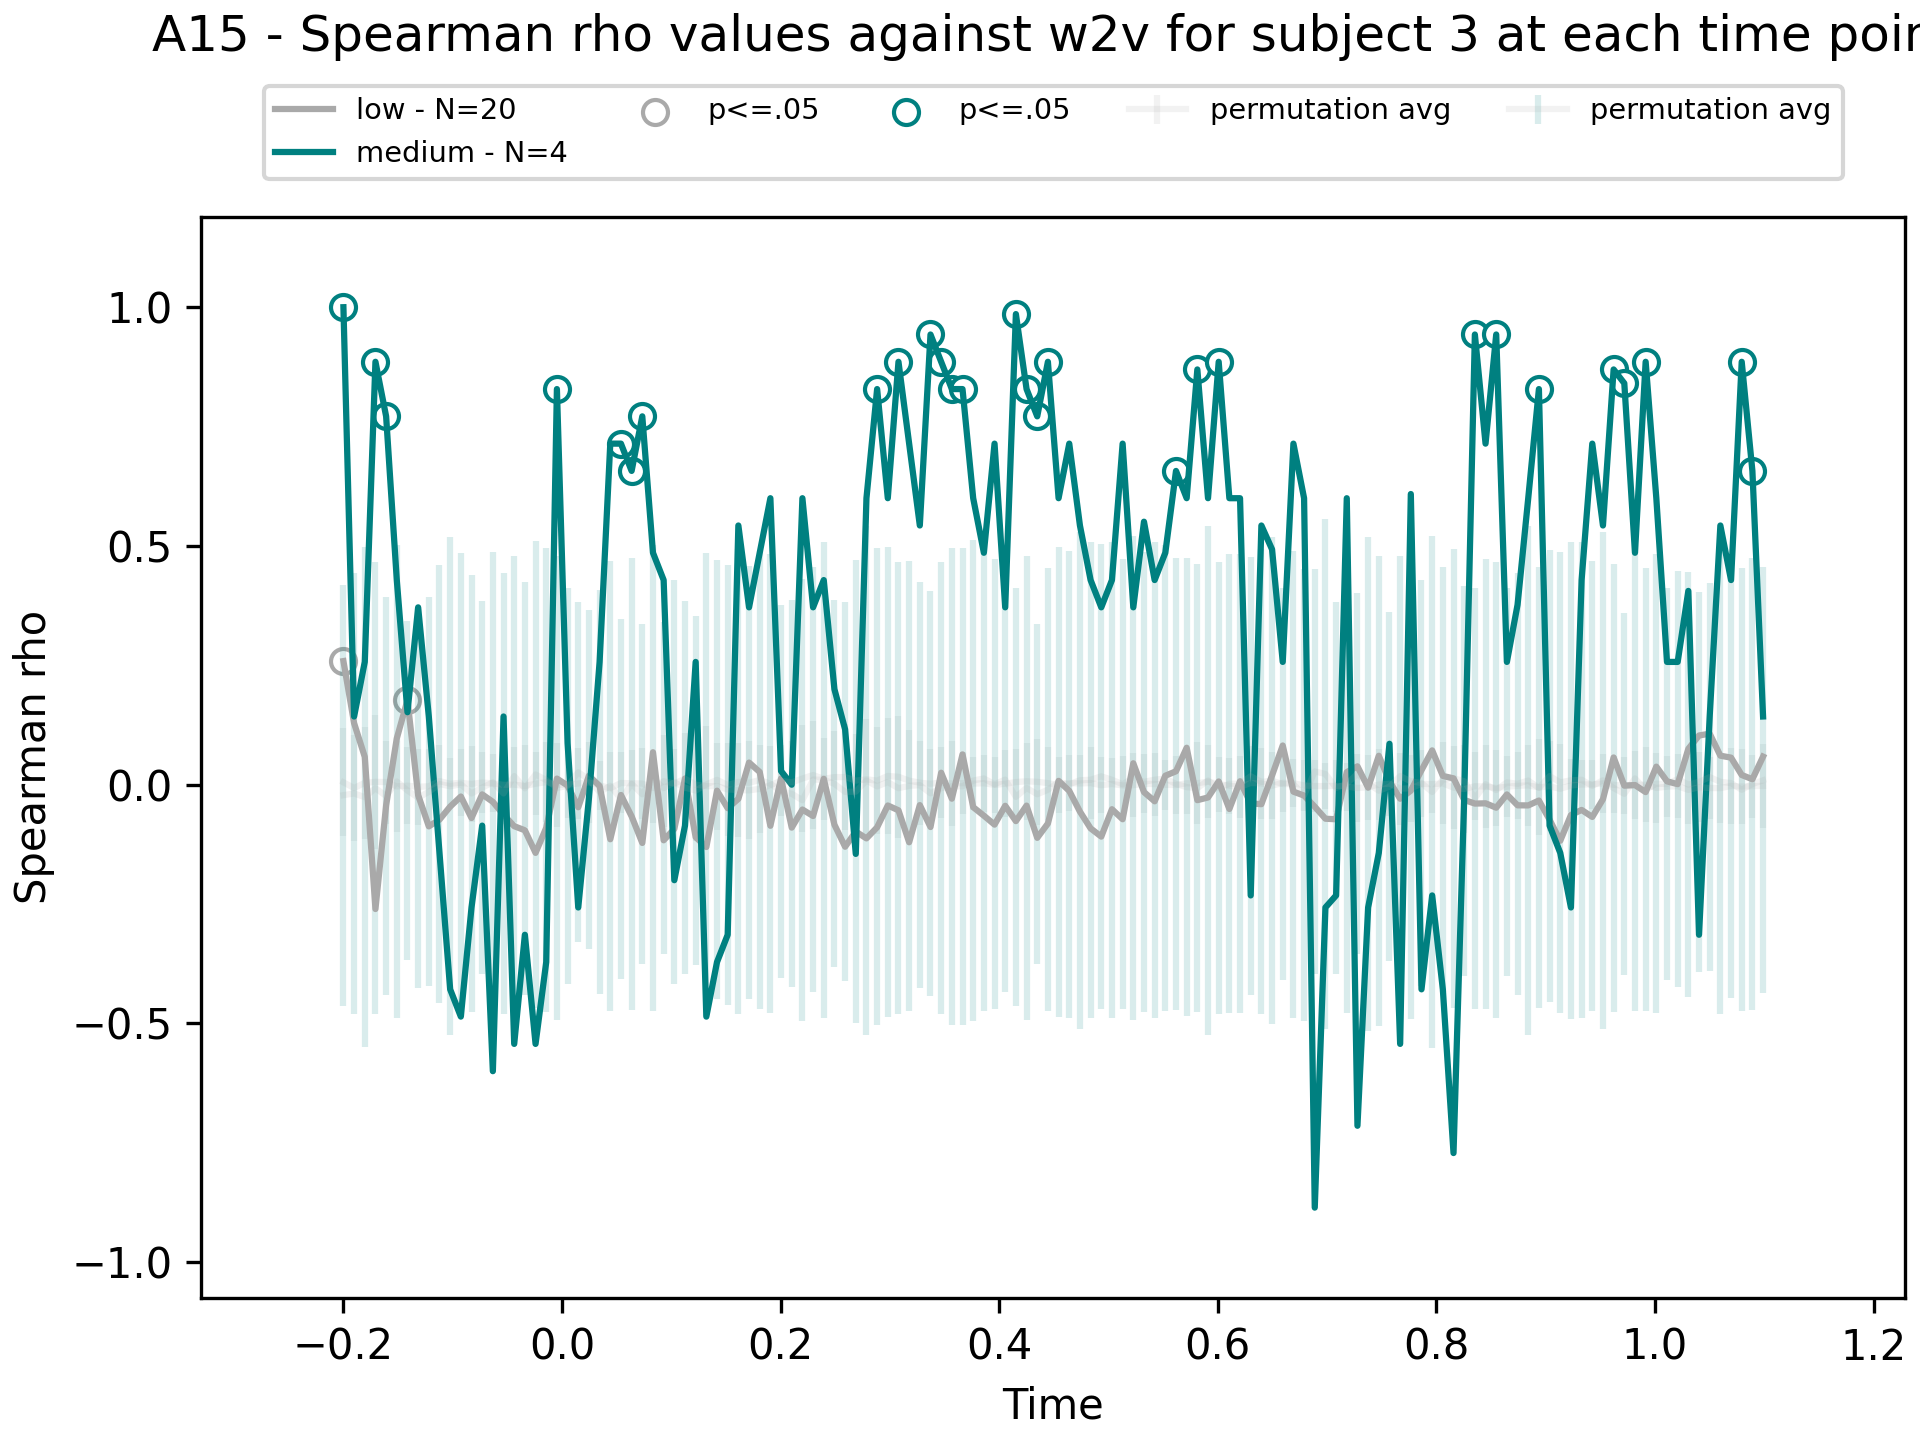 A15 - Spearman rho values against w2v for subject 3 at each time poin
low - N=20
medium - N=4
p<=.05
p<=.05
permutation avg
permutation avg
1.0
0.5
0.0
−0.5
−1.0
Spearman rho
−0.2 0.0 0.2 0.4 0.6 0.8 1.0 1.2
Time